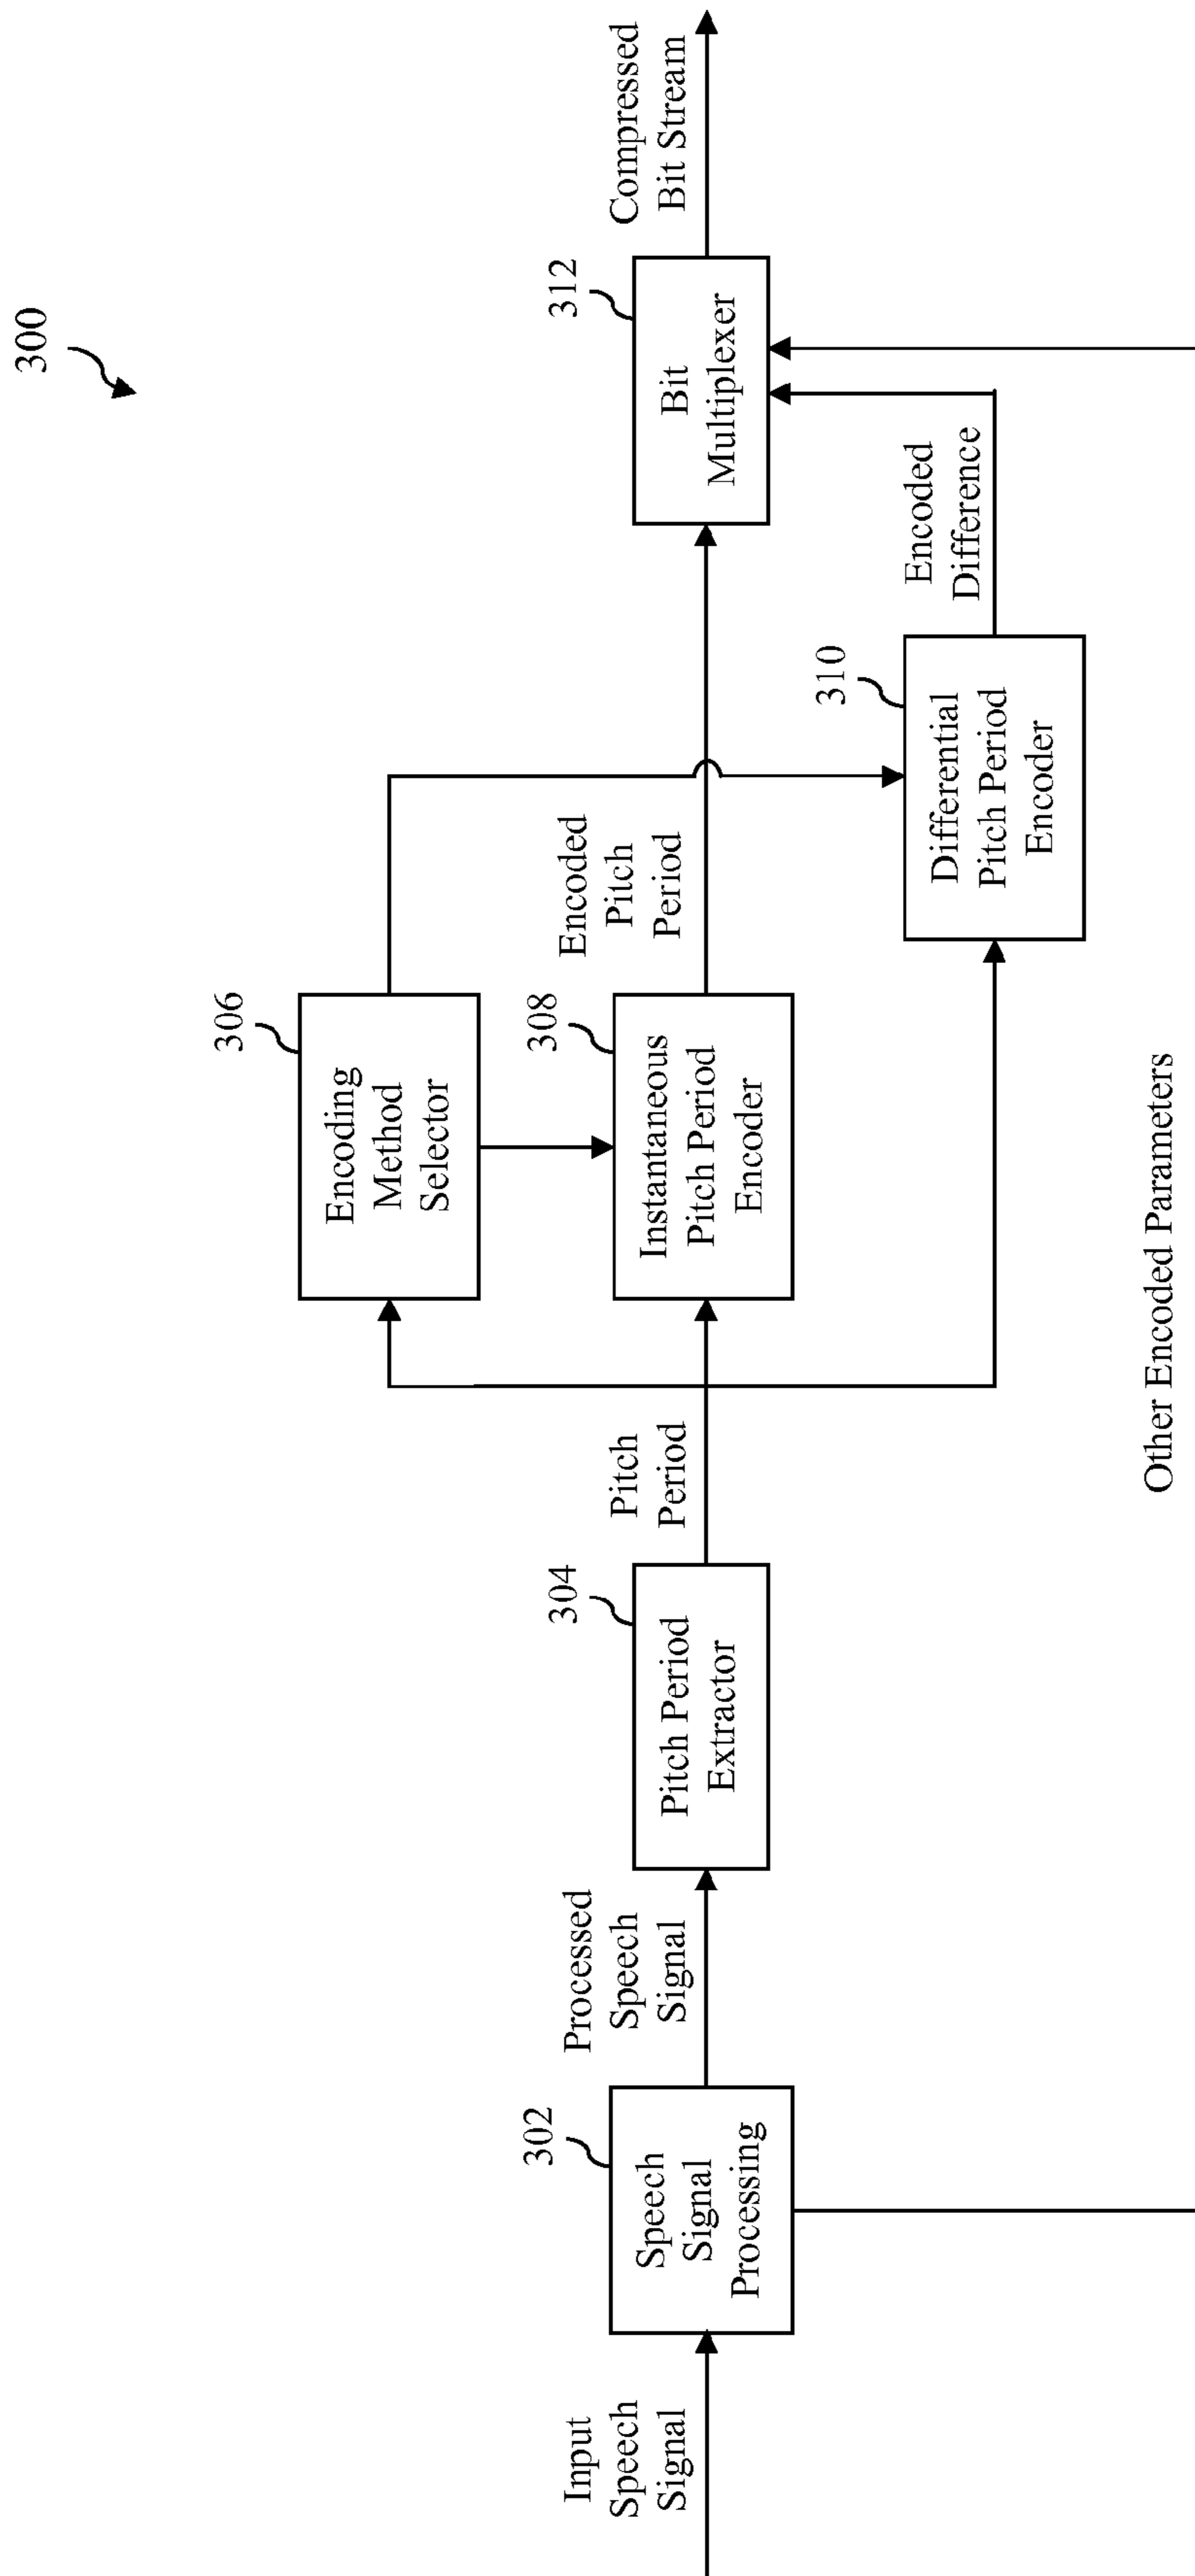 300
Input
Speech
Signal
302
Speech
Signal
Processing
Processed
Speech
Signal
304
Pitch Period
Extractor
Pitch
Period
306
Encoding
Method
Selector
308
Instantaneous
Pitch Period
Encoder
Encoded
Pitch
Period
310
Differential
Pitch Period
Encoder
Encoded
Difference
312
Bit
Multiplexer
Compressed
Bit Stream
Other Encoded Parameters